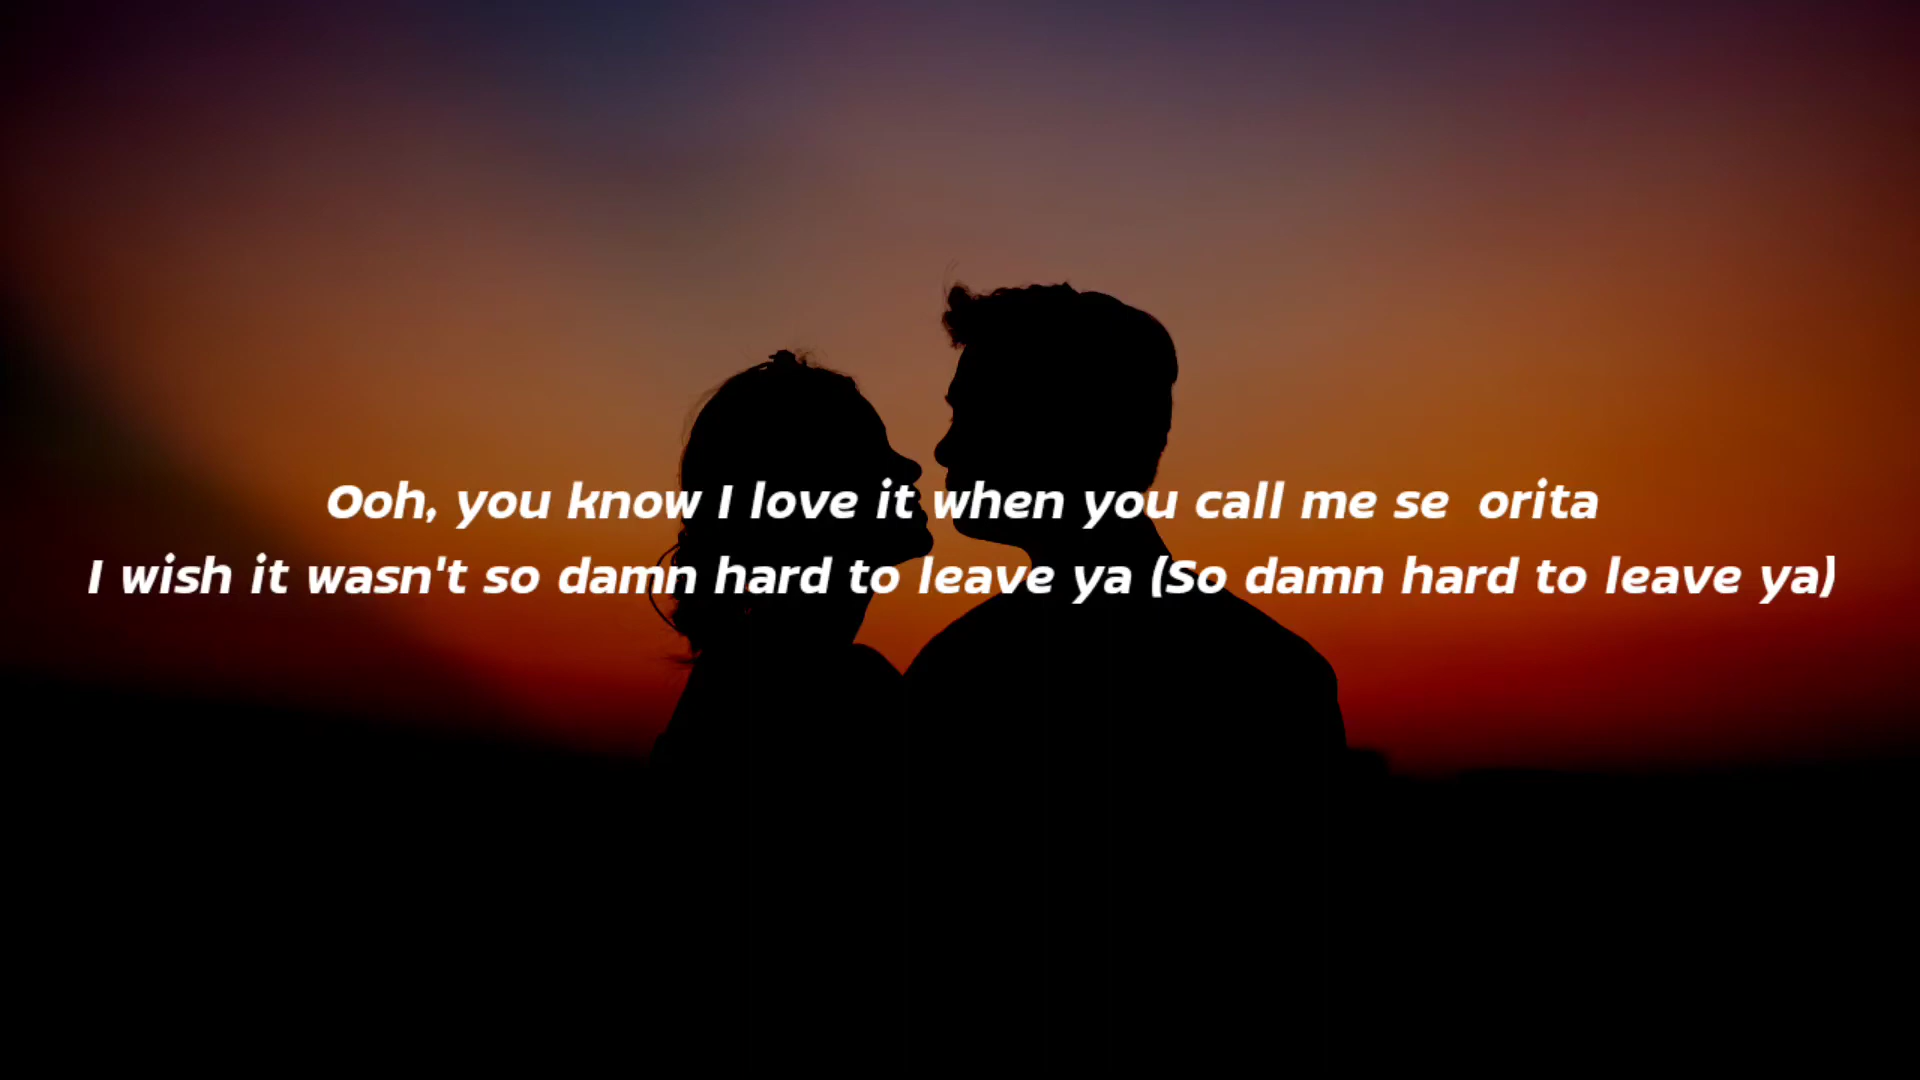 Ooh, you know I love it when you call me se  orita
I wish it wasn't so damn hard to leave ya (So damn hard to leave ya)